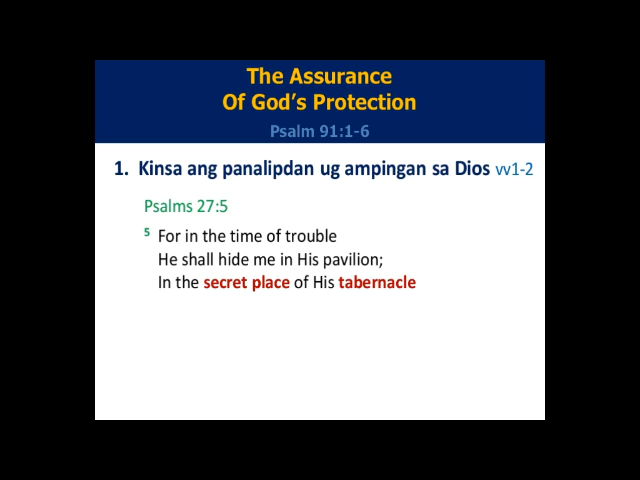 The Assurance
Of God's Protection
Psalm 91:1-6
1. Kinsa ang panalipdan ug ampingan sa Dios vv1-2
Psalms 27:5
5 For in the time of trouble
He shall hide me in His pavilion;
In the secret place of His tabernacle